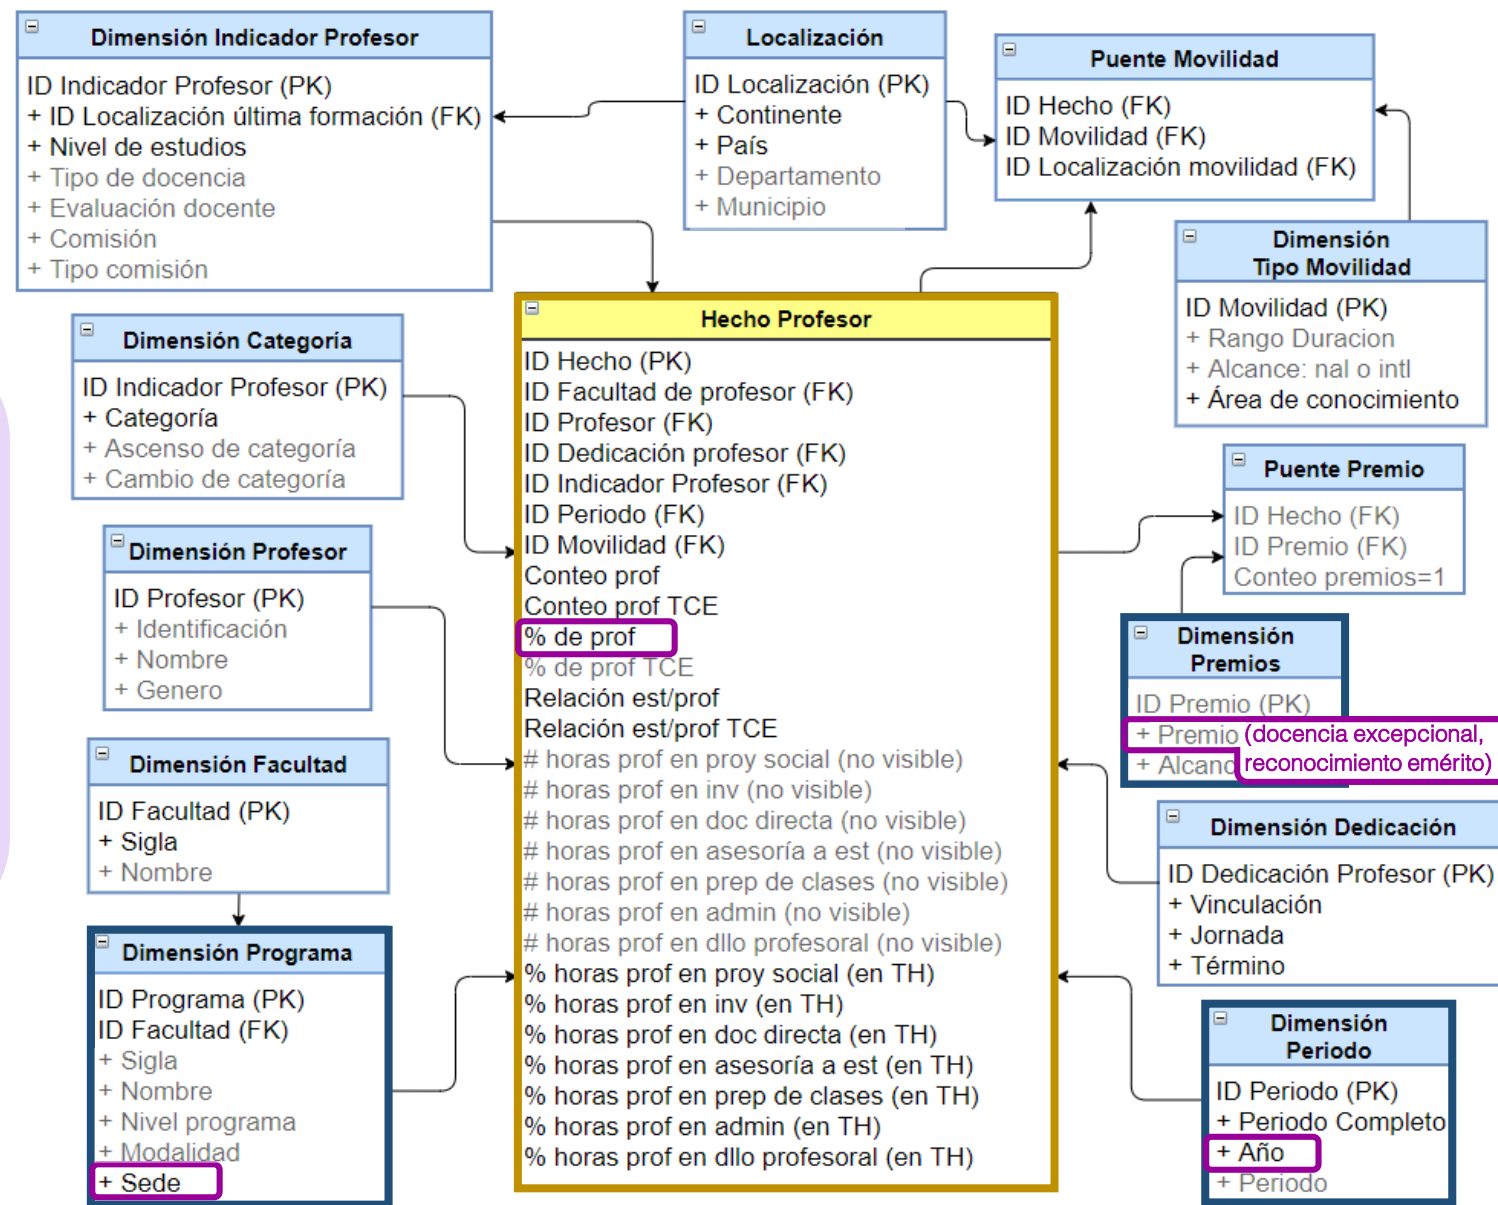 Dimensión Indicador Profesor
ID Indicador Profesor (PK)
+ ID Localización última formación (FK)
+ Nivel de estudios
+ Tipo de docencia
+ Evaluación docente
+ Comisión
+ Tipo comisión
Localización
ID Localización (PK)
+ Continente
+ País
+ Departamento
+ Municipio
Puente Movilidad
ID Hecho (FK)
ID Movilidad (FK)
ID Localización movilidad (FK)
Dimensión
Tipo Movilidad
ID Movilidad (PK)
+ Rango Duracion
+ Alcance: nal o intl
+ Área de conocimiento
Dimensión Categoría
ID Indicador Profesor (PK)
+ Categoría
+ Ascenso de categoría
+ Cambio de categoría
Dimensión Profesor
ID Profesor (PK)
+ Identificación
+ Nombre
+ Genero
Dimensión Facultad
ID Facultad (PK)
+ Sigla
+ Nombre
Dimensión Programa
ID Programa (PK)
ID Facultad (FK)
+ Sigla
+ Nombre
+ Nivel programa
+ Modalidad
+ Sede
Hecho Profesor
ID Hecho (PK)
ID Facultad de profesor (FK)
ID Profesor (FK)
ID Dedicación profesor (FK)
ID Indicador Profesor (FK)
ID Periodo (FK)
ID Movilidad (FK)
Conteo prof
Conteo prof TCE
% de prof
% de prof TCE
Relación est/prof
Relación est/prof TCE
# horas prof en proy social (no visible)
# horas prof en inv (no visible)
# horas prof en doc directa (no visible)
# horas prof en asesoría a est (no visible)
# horas prof en prep de clases (no visible)
# horas prof en admin (no visible)
# horas prof en dllo profesoral (no visible)
% horas prof en proy social (en TH)
% horas prof en inv (en TH)
% horas prof en doc directa (en TH)
% horas prof en asesoría a est (en TH)
% horas prof en prep de clases (en TH)
% horas prof en admin (en TH)
% horas prof en dllo profesoral (en TH)
Puente Premio
ID Hecho (FK)
ID Premio (FK)
Conteo premios=1
Dimensión
Premios
ID Premio (PK)
+ Premio (docencia excepcional,
+ Alcanc reconocimiento emérito)
Dimensión Dedicación
ID Dedicación Profesor (PK)
+ Vinculación
+ Jornada
+ Término
Dimensión
Periodo
ID Periodo (PK)
+ Periodo Completo
+ Año
+ Periodo